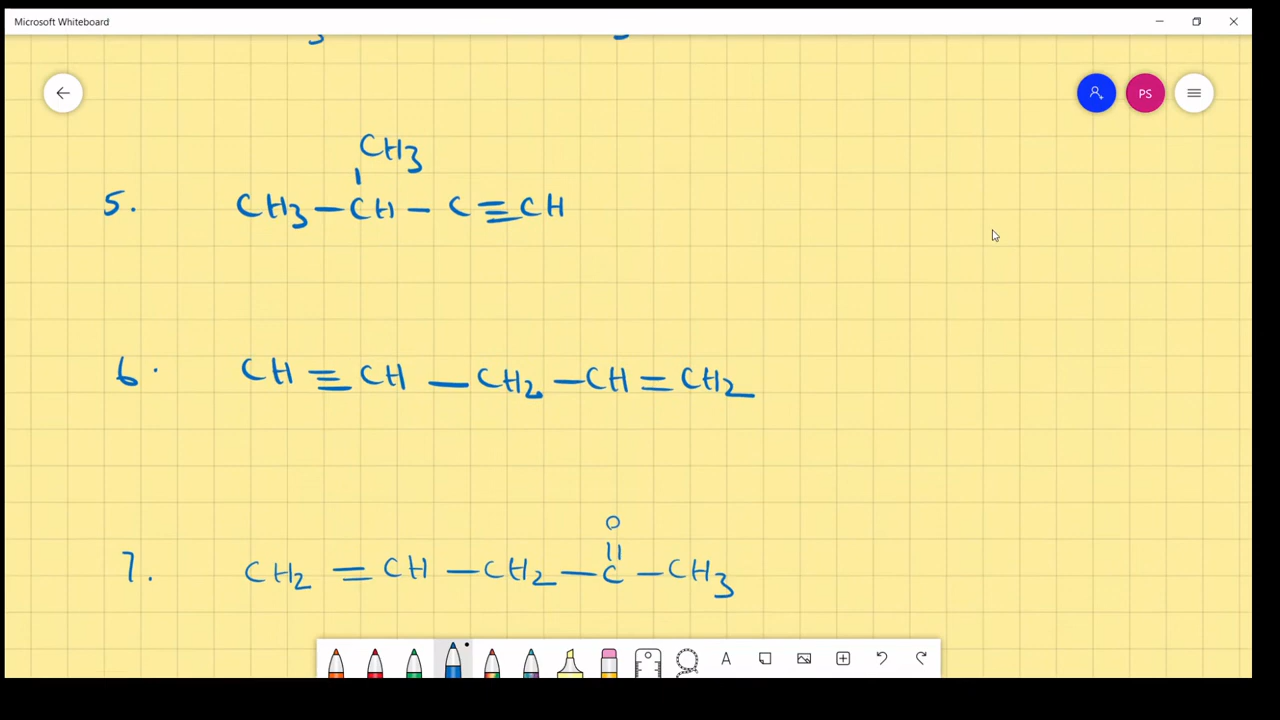 Microsoft Whiteboard
PS
CH3
5. CH3-CH-C≡CH
6. CH≡CH-CH2-CH=CH2
O
7. CH2=CH-CH2-C-CH3
A